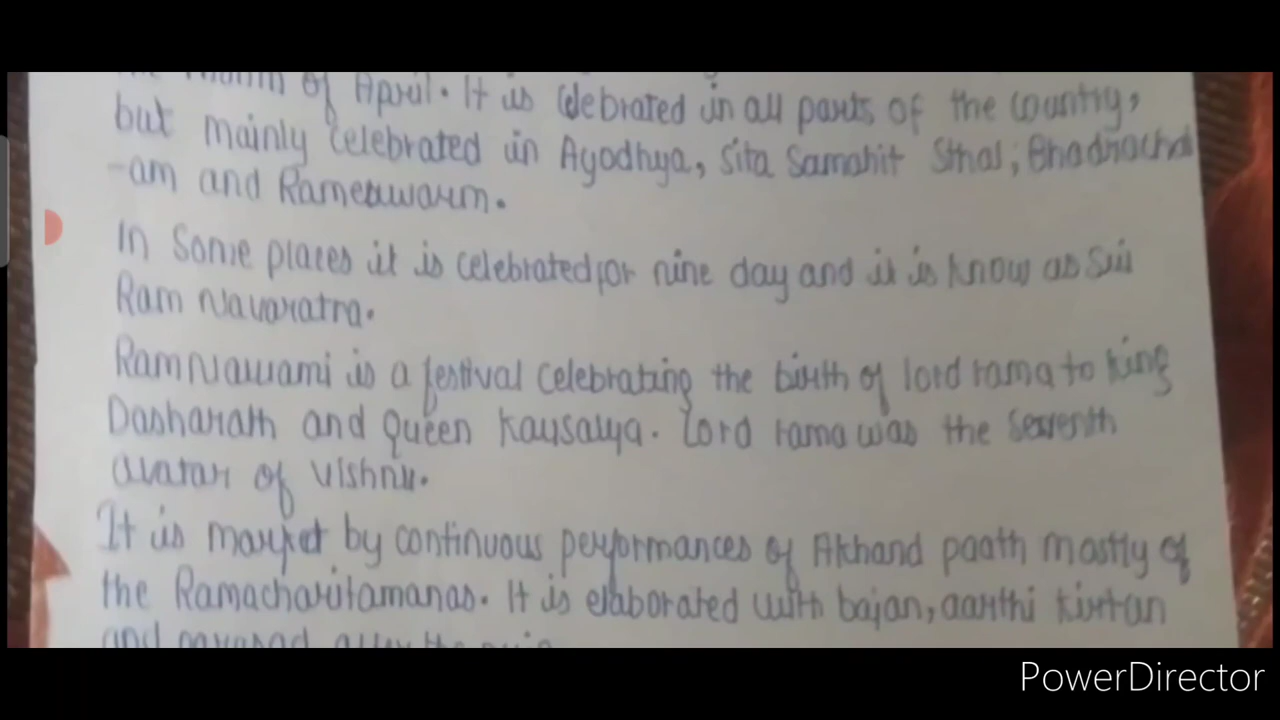 of April. It is celebrated in all parts of the country,
but mainly celebrated in Ayodhya, Sita Samahit Sthal, Bhadrachal
-am and Rameswarm.
In Some places it is celebrated for nine day and it is know as Sri
Ram Navaratra.
Ram Nawami is a festival celebrating the birth of lord rama to King
Dasharath and Queen Kausalya. Lord rama was the Seventh
avatar of Vishnu.
It is market by continuous performances of Akhand paath mostly of
the Ramacharitamanas. It is elaborated with bajan, aarthi kirtan
and
PowerDirector